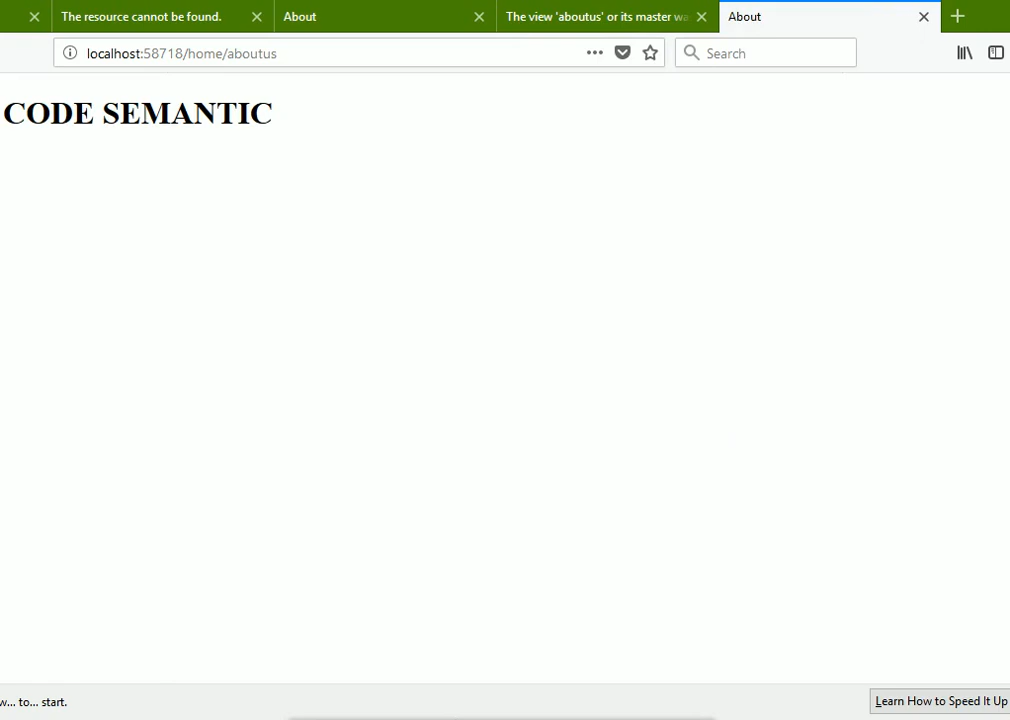 The resource cannot be found.
About
The view 'aboutus' or its master wa
About
localhost:58718/home/aboutus
Search
CODE SEMANTIC
w... to... start.
Learn How to Speed It Up